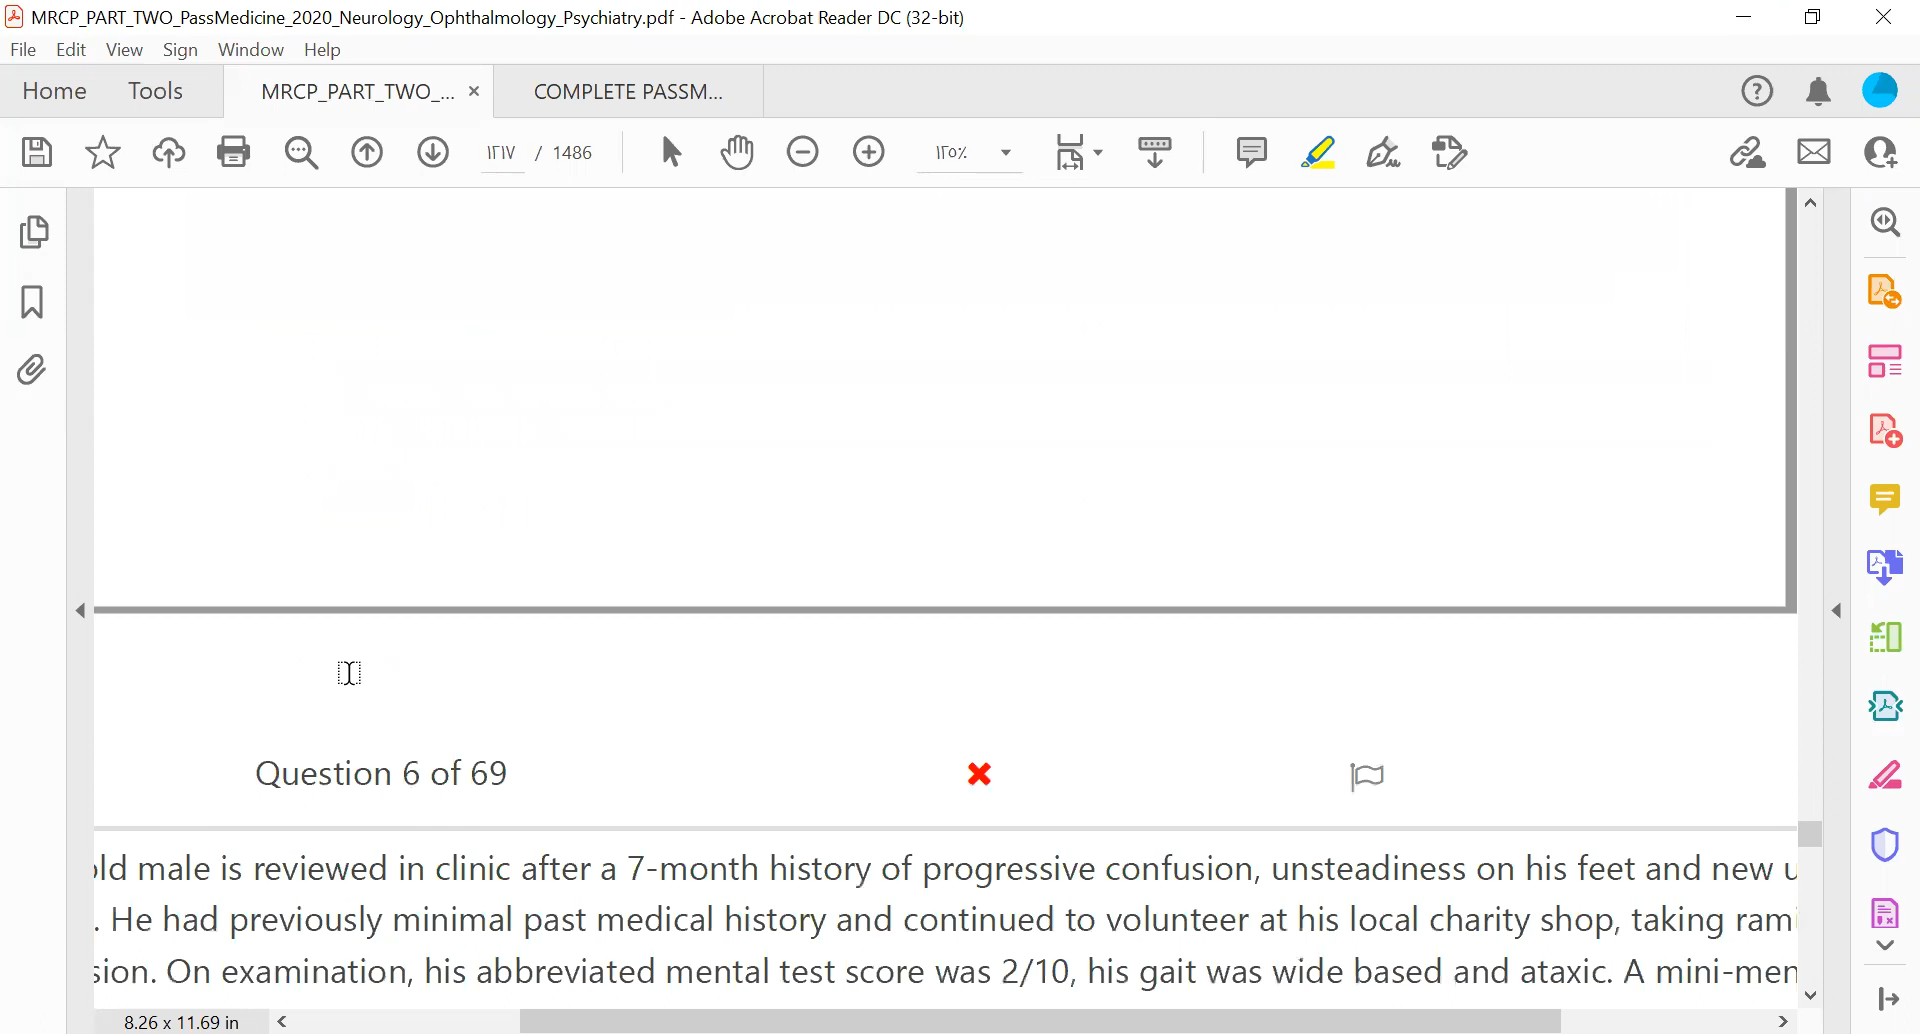 MRCP_PART_TWO_PassMedicine_2020_Neurology_Ophthalmology_Psychiatry.pdf - Adobe Acrobat Reader DC (32-bit)
File Edit View Sign Window Help
Home Tools MRCP_PART_TWO_... × COMPLETE PASSM...
١٣١٧ / 1486 ١٢٥٪
Question 6 of 69
ld male is reviewed in clinic after a 7-month history of progressive confusion, unsteadiness on his feet and new u
. He had previously minimal past medical history and continued to volunteer at his local charity shop, taking rami
sion. On examination, his abbreviated mental test score was 2/10, his gait was wide based and ataxic. A mini-men
8.26 x 11.69 in